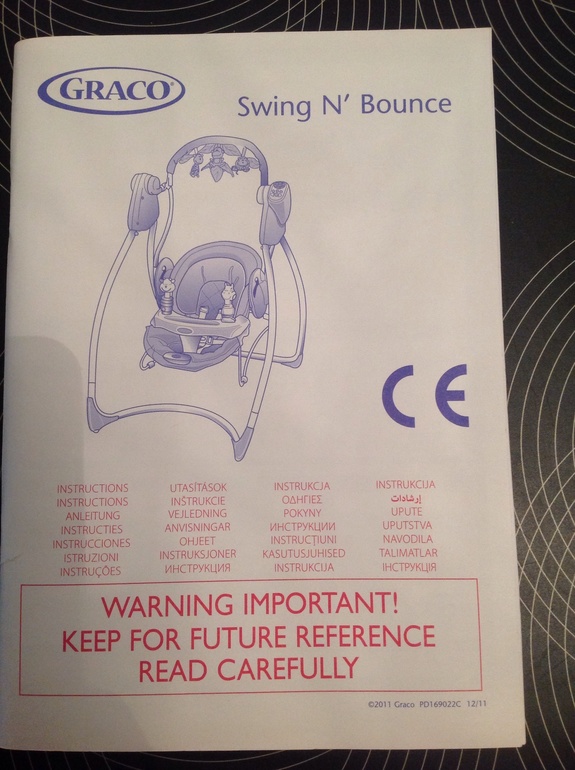 GRACO®
Swing N' Bounce
CE
INSTRUCTIONS UTASÍTÁSOK INSTRUKCJA INSTRUKCIJA
INSTRUCTIONS INŠTRUKCIE ΟΔΗΓΙΕΣ إرشادات
ANLEITUNG VEJLEDNING POKYNY UPUTE
INSTRUCTIES ANVISNINGAR ИНСТРУКЦИИ UPUTSTVA
INSTRUCCIONES OHJEET INSTRUCŢIUNI NAVODILA
ISTRUZIONI INSTRUKSJONER KASUTUSJUHISED TALIMATLAR
INSTRUÇÕES ИНСТРУКЦИЯ INSTRUKCIJA ІНСТРУКЦІЯ
WARNING IMPORTANT!
KEEP FOR FUTURE REFERENCE
READ CAREFULLY
©2011 Graco PD169022C 12/11